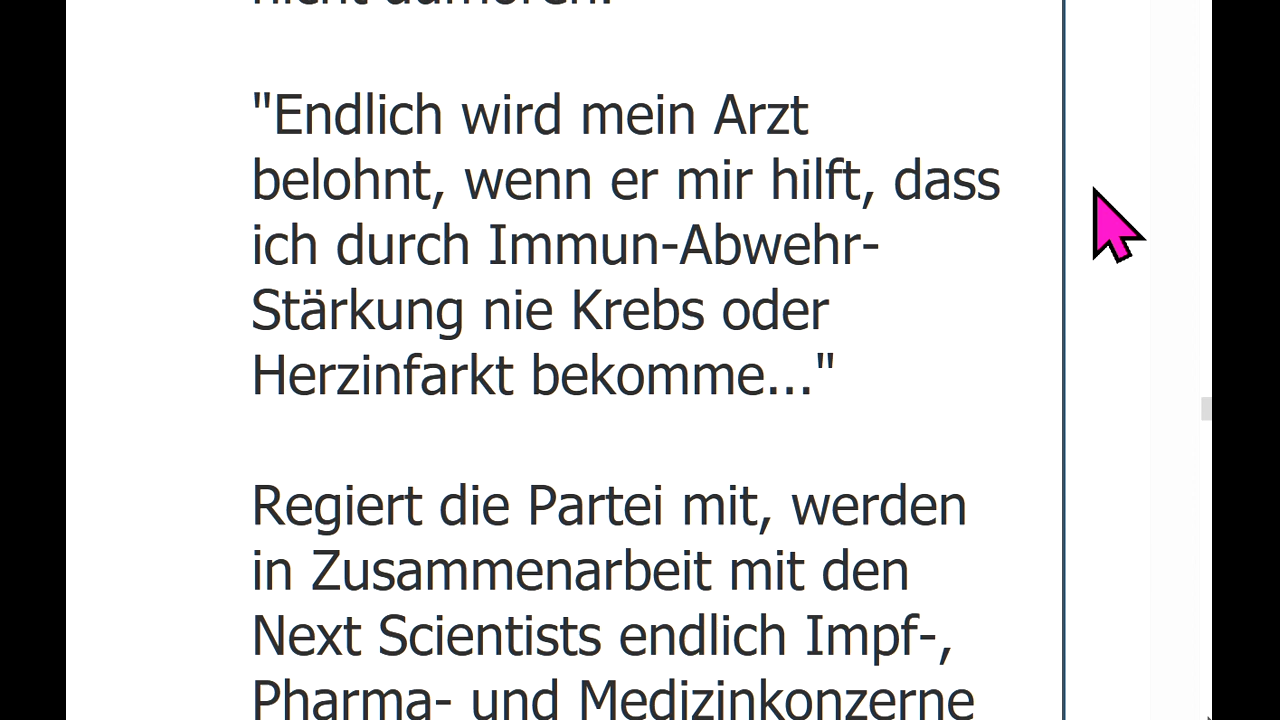 "Endlich wird mein Arzt
belohnt, wenn er mir hilft, dass
ich durch Immun-Abwehr-
Stärkung nie Krebs oder
Herzinfarkt bekomme..."
Regiert die Partei mit, werden
in Zusammenarbeit mit den
Next Scientists endlich Impf-,
Pharma- und Medizinkonzerne